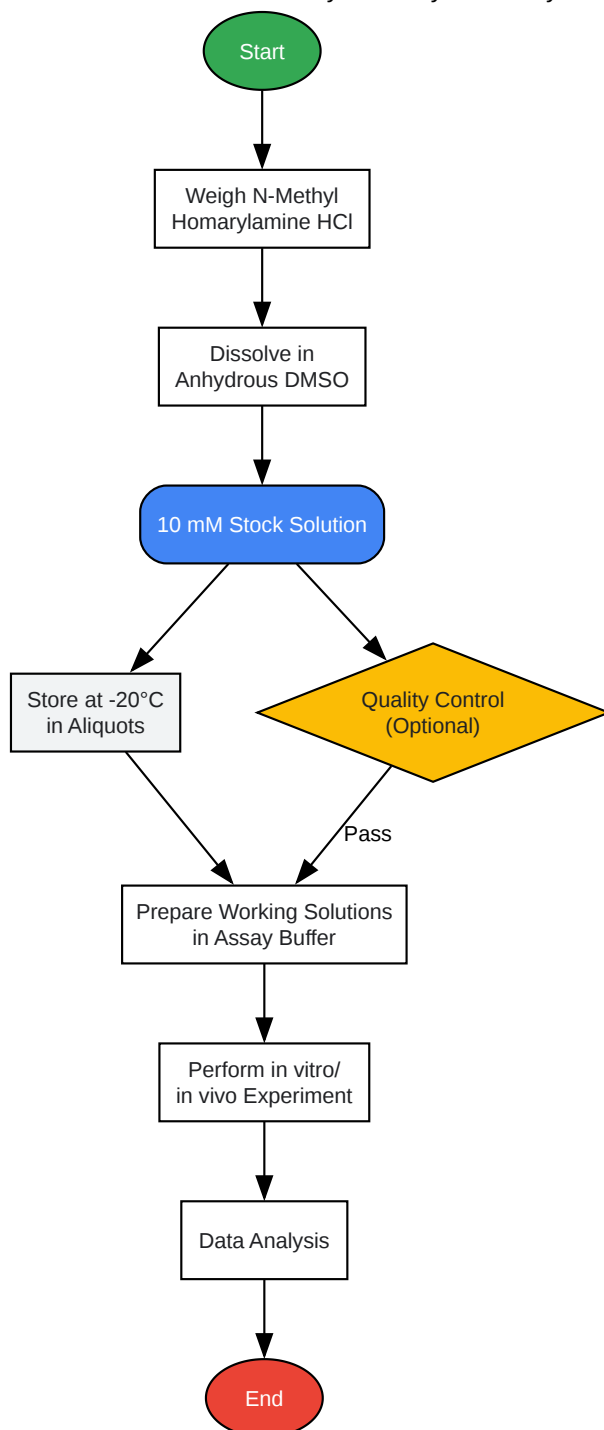 Start
Weigh N-Methyl
Homarylamine HCl
Dissolve in
Anhydrous DMSO
10 mM Stock Solution
Store at -20°C
in Aliquots
Quality Control
(Optional)
Pass
Prepare Working Solutions
in Assay Buffer
Perform in vitro/
in vivo Experiment
Data Analysis
End